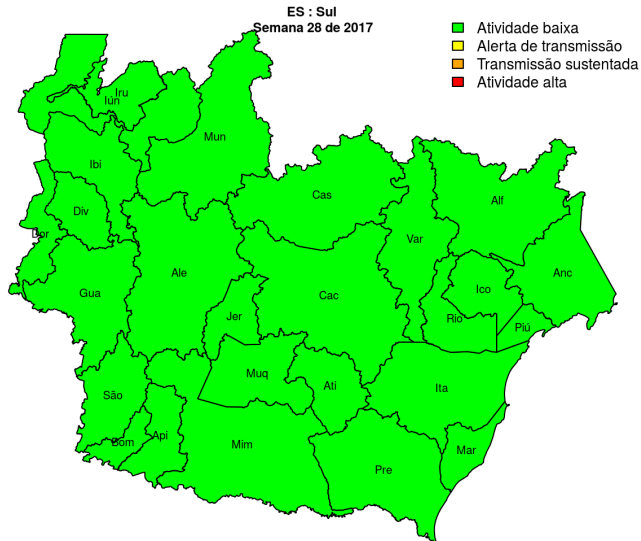 ES : Sul
Semana 28 de 2017
Atividade baixa
Alerta de transmissão
Transmissão sustentada
Atividade alta
Iru
Iún
Mun
Ibi
Cas
Alf
Div
Dor
Var
Ale
Anc
Gua
Cac
Ico
Jer
Rio
Piú
Muq
Ati
Ita
São
Api
Bom
Mim
Mar
Pre